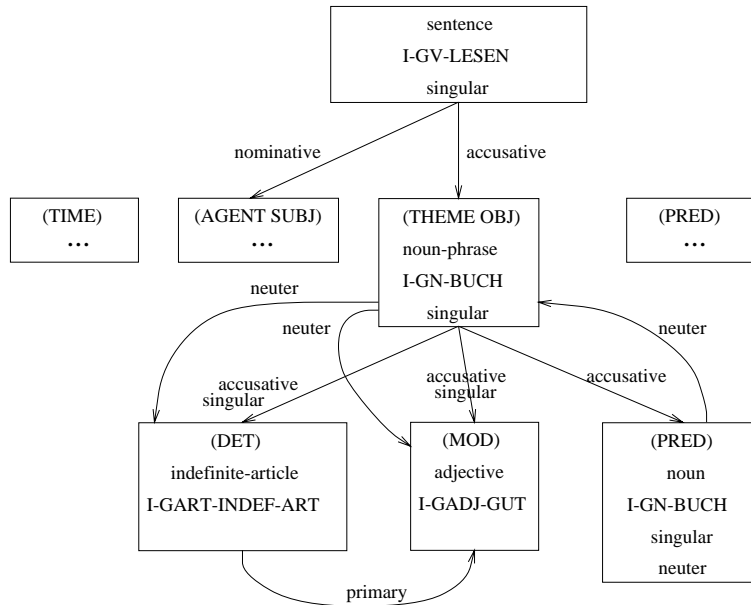 sentence
I-GV-LESEN
singular
nominative
accusative
(TIME)
...
(AGENT SUBJ)
...
(THEME OBJ)
noun-phrase
I-GN-BUCH
singular
(PRED)
...
neuter
neuter
neuter
accusative
singular
accusative
singular
accusative
(DET)
indefinite-article
I-GART-INDEF-ART
(MOD)
adjective
I-GADJ-GUT
(PRED)
noun
I-GN-BUCH
singular
neuter
primary